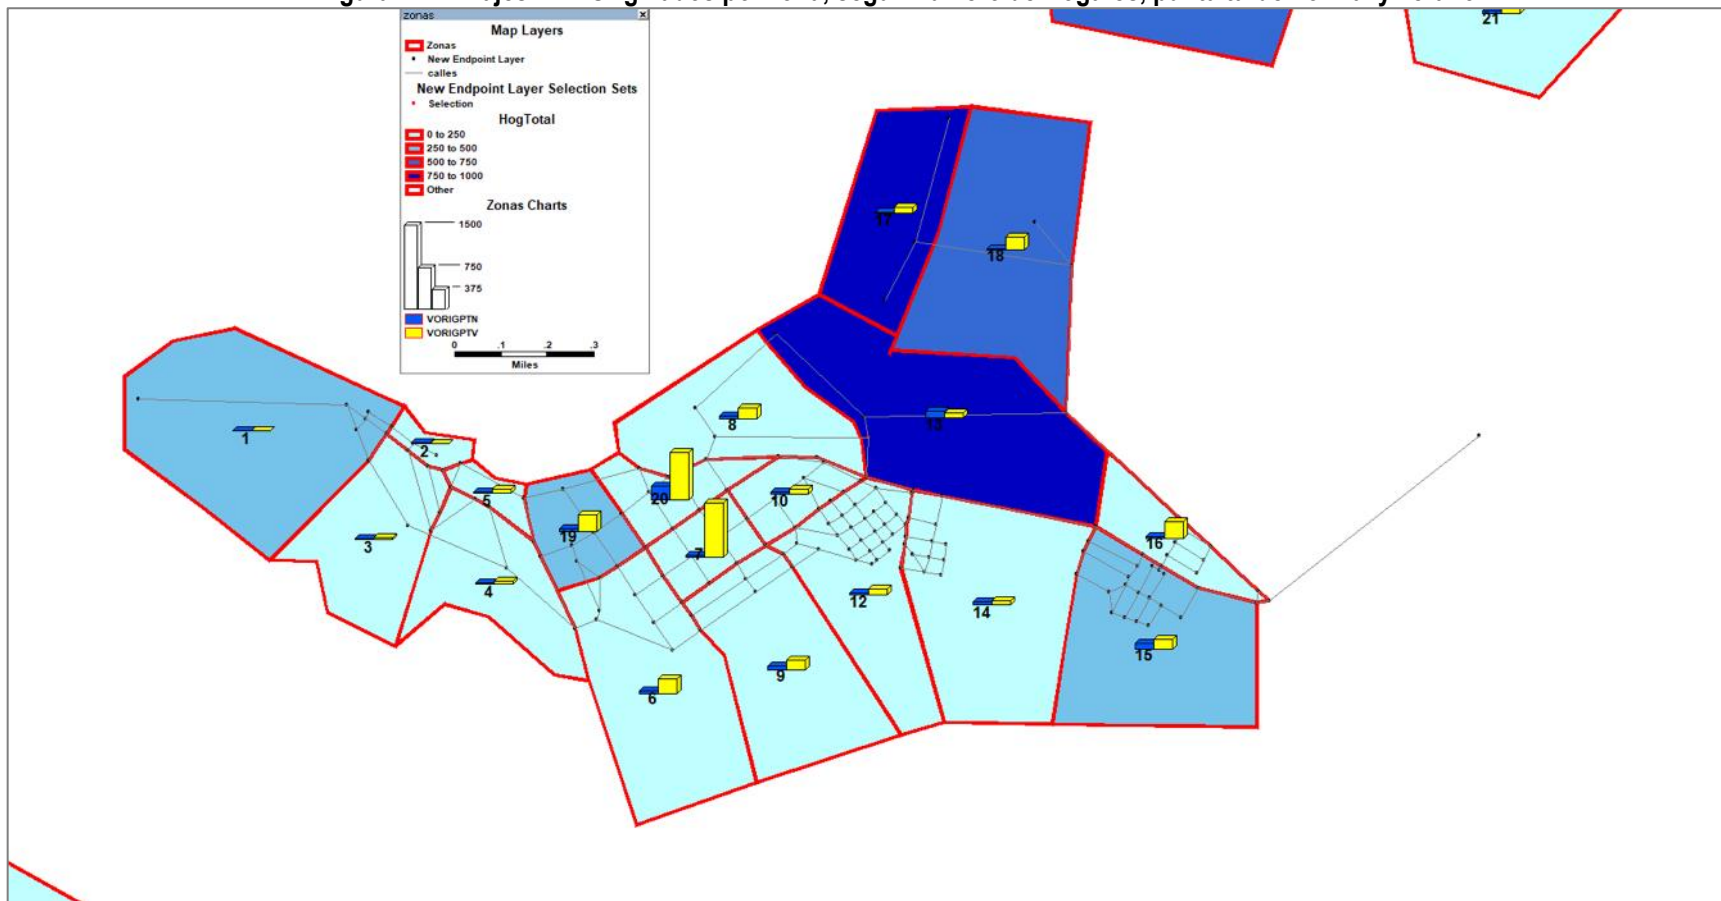 zonas
Map Layers
Zonas
New Endpoint Layer
calles
New Endpoint Layer Selection Sets
Selection
HogTotal
0 to 250
250 to 500
500 to 750
750 to 1000
Other
Zonas Charts
1500
750
375
VORIGPTN
VORIGPTV
0 .1 .2 .3
Miles
21
17
18
13
8
1
2
5
20
10
19
7
3
4
16
12
14
15
9
6